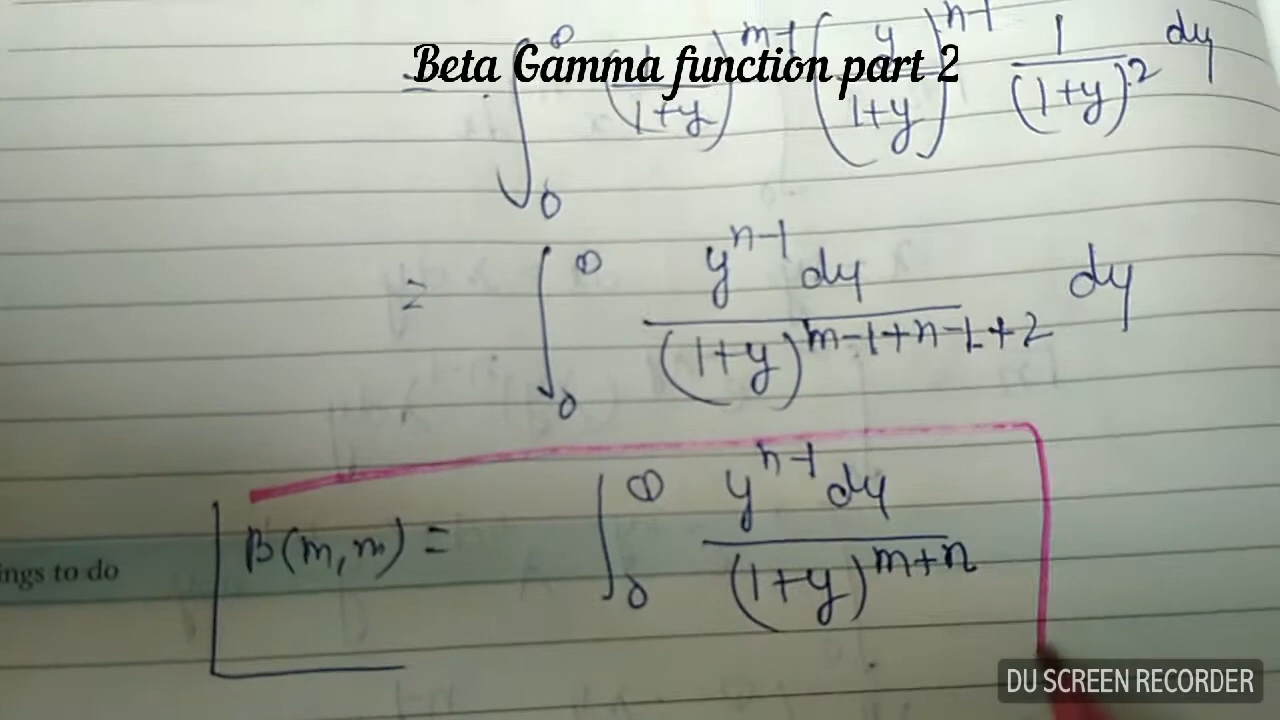 Beta Gamma function part 2
∫₀^∞ (1/(1+y))^(m-1) (y/(1+y))^(n-1) 1/(1+y)^2 dy
= ∫₀^∞ y^(n-1) dy / (1+y)^(m-1+n-1+2) dy
B(m,n) = ∫₀^∞ y^(n-1) dy / (1+y)^(m+n)
ings to do
DU SCREEN RECORDER